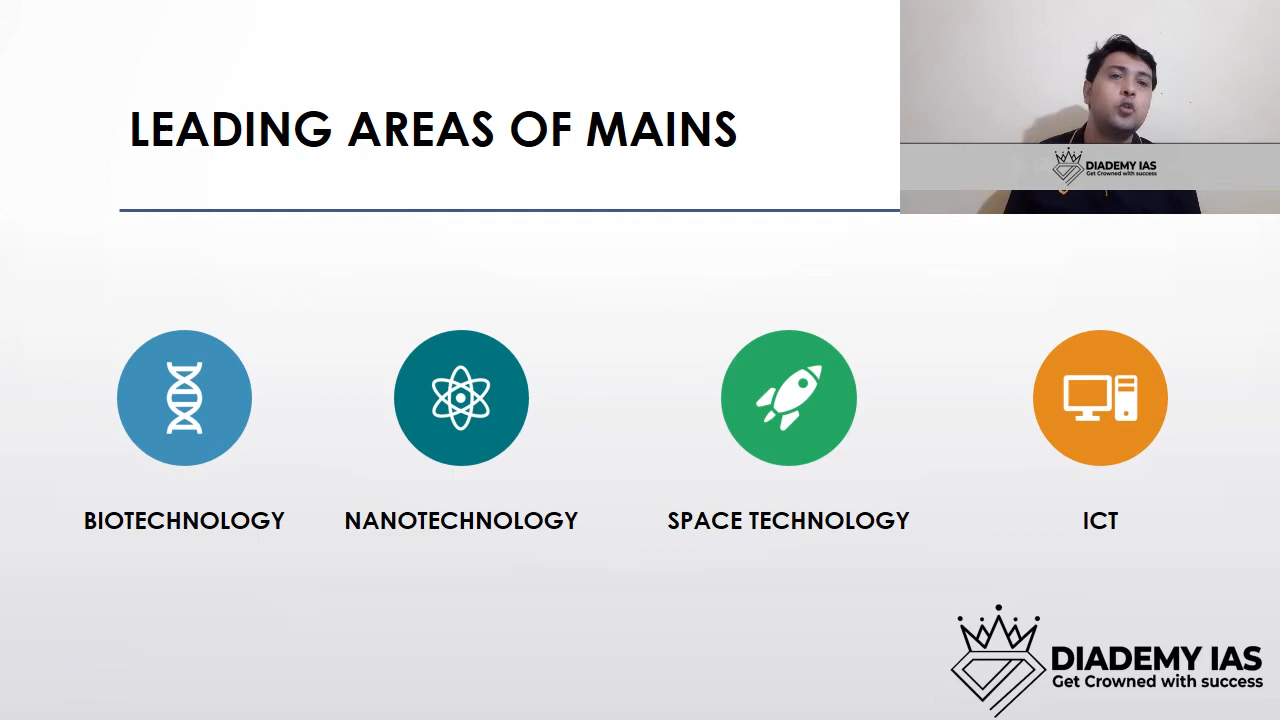 LEADING AREAS OF MAINS
DIADEMY IAS
Get Crowned with success
BIOTECHNOLOGY
NANOTECHNOLOGY
SPACE TECHNOLOGY
ICT
DIADEMY IAS
Get Crowned with success